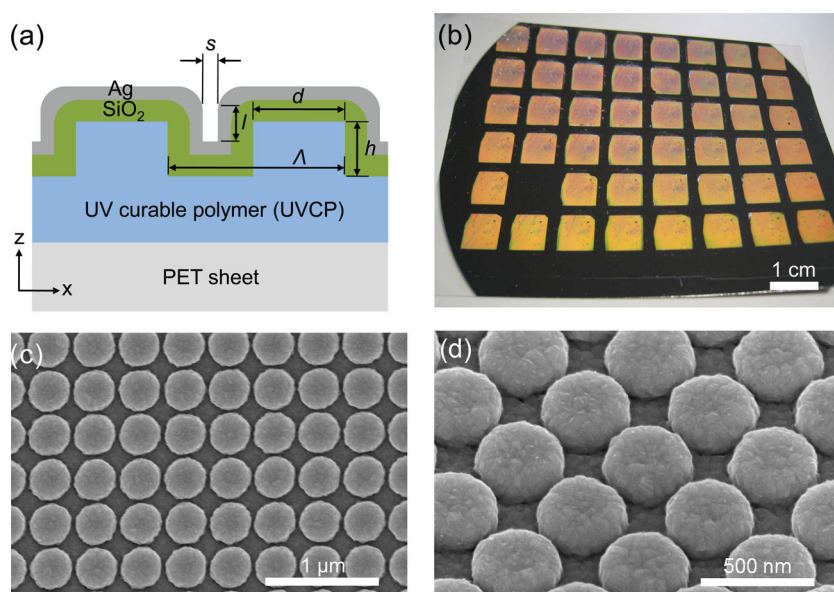 (a)
s
Ag
SiO₂
d
l
h
Λ
UV curable polymer (UVCP)
z
x
PET sheet
(b)
1 cm
(c)
1 μm
(d)
500 nm